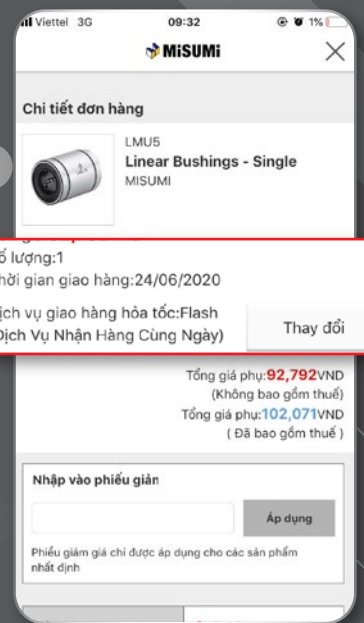 Viettel 3G 09:32 1%
MiSUMi
Chi tiết đơn hàng
LMU5
Linear Bushings - Single
MISUMI
lượng:1
gian giao hàng:24/06/2020
vụ giao hàng hỏa tốc:Flash
Dịch Vụ Nhận Hàng Cùng Ngày)
Thay đổi
Tổng giá phụ:92,792VND
(Không bao gồm thuế)
Tổng giá phụ:102,071VND
( Đã bao gồm thuế )
Nhập vào phiếu giản
Áp dụng
Phiếu giảm giá chỉ được áp dụng cho các sản phẩm
nhất định